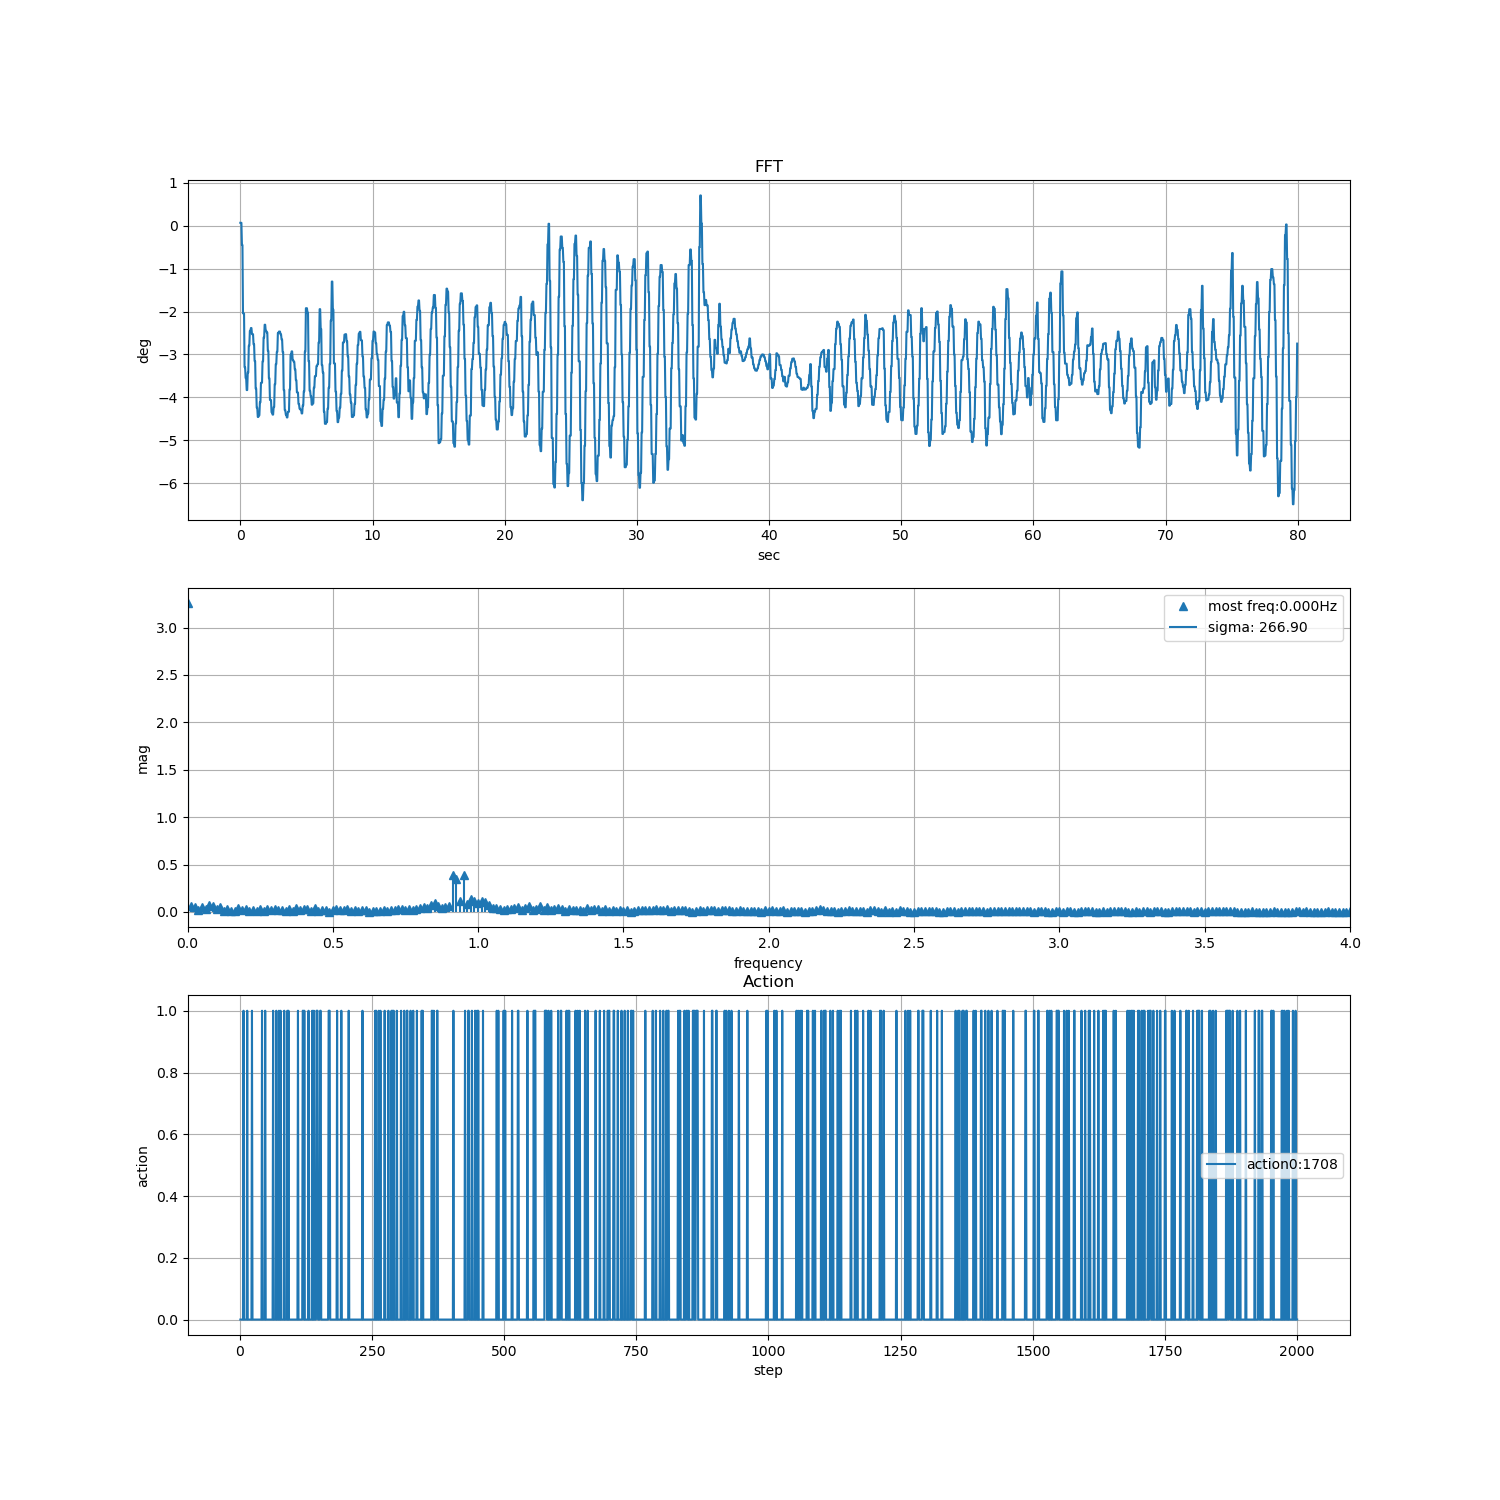 FFT
1
0
−1
−2
−3
−4
−5
−6
deg
0 10 20 30 40 50 60 70 80
sec
most freq:0.000Hz
sigma: 266.90
3.0
2.5
2.0
1.5
1.0
0.5
0.0
mag
0.0 0.5 1.0 1.5 2.0 2.5 3.0 3.5 4.0
frequency
Action
1.0
0.8
0.6
0.4
0.2
0.0
action
action0:1708
0 250 500 750 1000 1250 1500 1750 2000
step